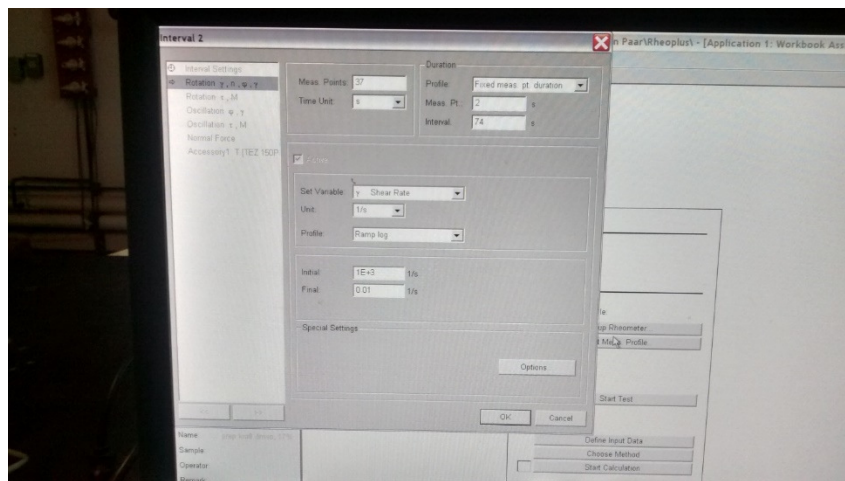 Interval 2
n Paar\Rheoplus\ - [Application 1: Workbook Ass
Interval Settings
Rotation γ, n, φ, γ
Rotation τ, M
Oscillation φ, γ
Oscillation τ, M
Normal Force
Accessory1: T [TEZ 150P
Meas. Points: 37
Time Unit: s
Duration
Profile: Fixed meas. pt. duration
Meas. Pt.: 2 s
Interval: 74 s
Set Variable: γ Shear Rate
Unit: 1/s
Profile: Ramp log
Initial: 1E+3 1/s
Final: 0.01 1/s
Special Settings
Options
OK
Cancel
up Rheometer
Profile
Start Test
Define Input Data
Choose Method
Start Calculation
Name
Sample
Operator
Remark